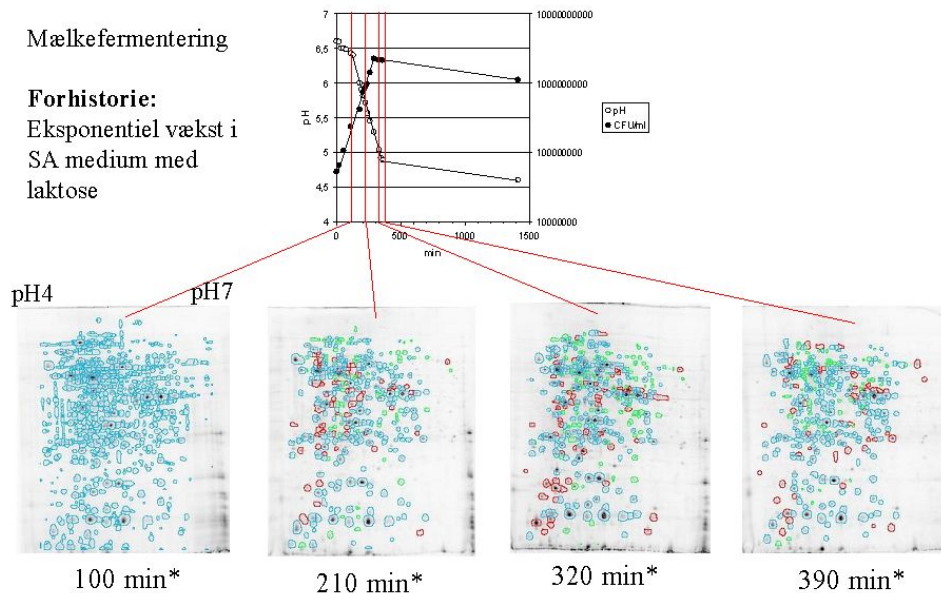 Mælkefermentering
Forhistorie:
Eksponentiel vækst i
SA medium med
laktose
7
6,5
6
5,5
5
4,5
4
pH
10000000000
1000000000
100000000
10000000
0
500
1000
1500
min
pH
CFU/ml
pH4
pH7
100 min*
210 min*
320 min*
390 min*